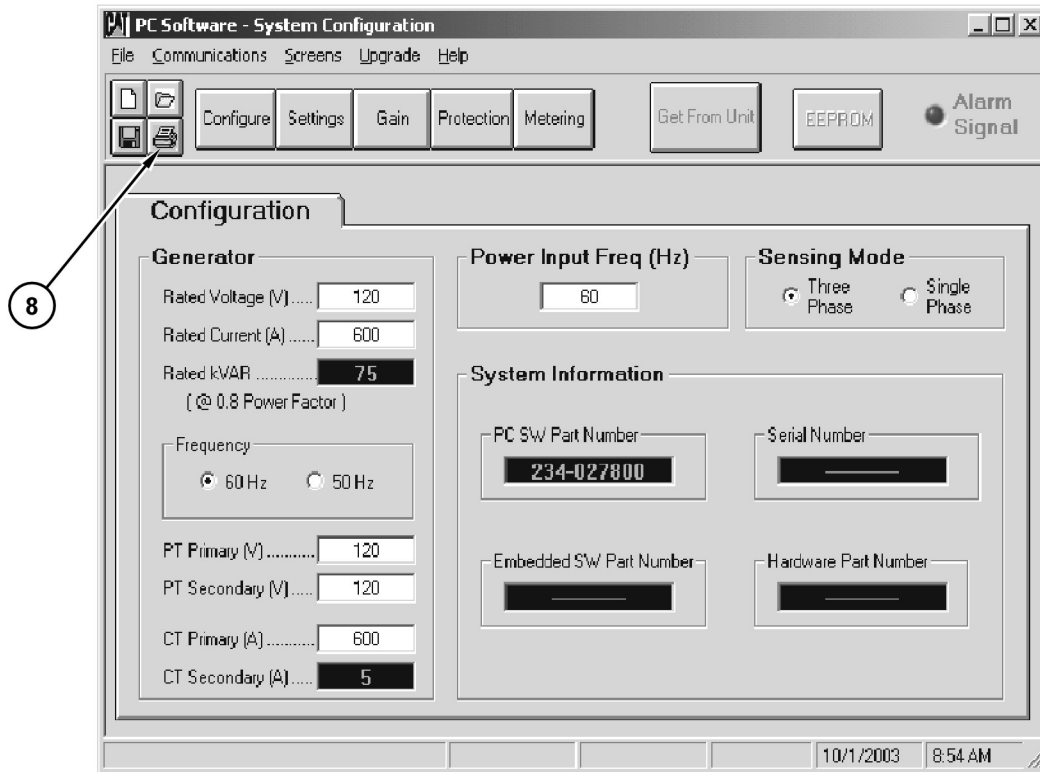 PC Software - System Configuration
File Communications Screens Upgrade Help
Configure Settings Gain Protection Metering Get From Unit EEPROM Alarm Signal
8
Configuration
Generator
Rated Voltage (V)..... 120
Rated Current (A)...... 600
Rated kVAR ............. 75
( @ 0.8 Power Factor )
Frequency
60 Hz 50 Hz
PT Primary (V)........... 120
PT Secondary (V)..... 120
CT Primary (A)........... 600
CT Secondary (A)..... 5
Power Input Freq (Hz)
60
Sensing Mode
Three Phase Single Phase
System Information
PC SW Part Number
234-027800
Serial Number
Embedded SW Part Number
Hardware Part Number
10/1/2003 8:54 AM